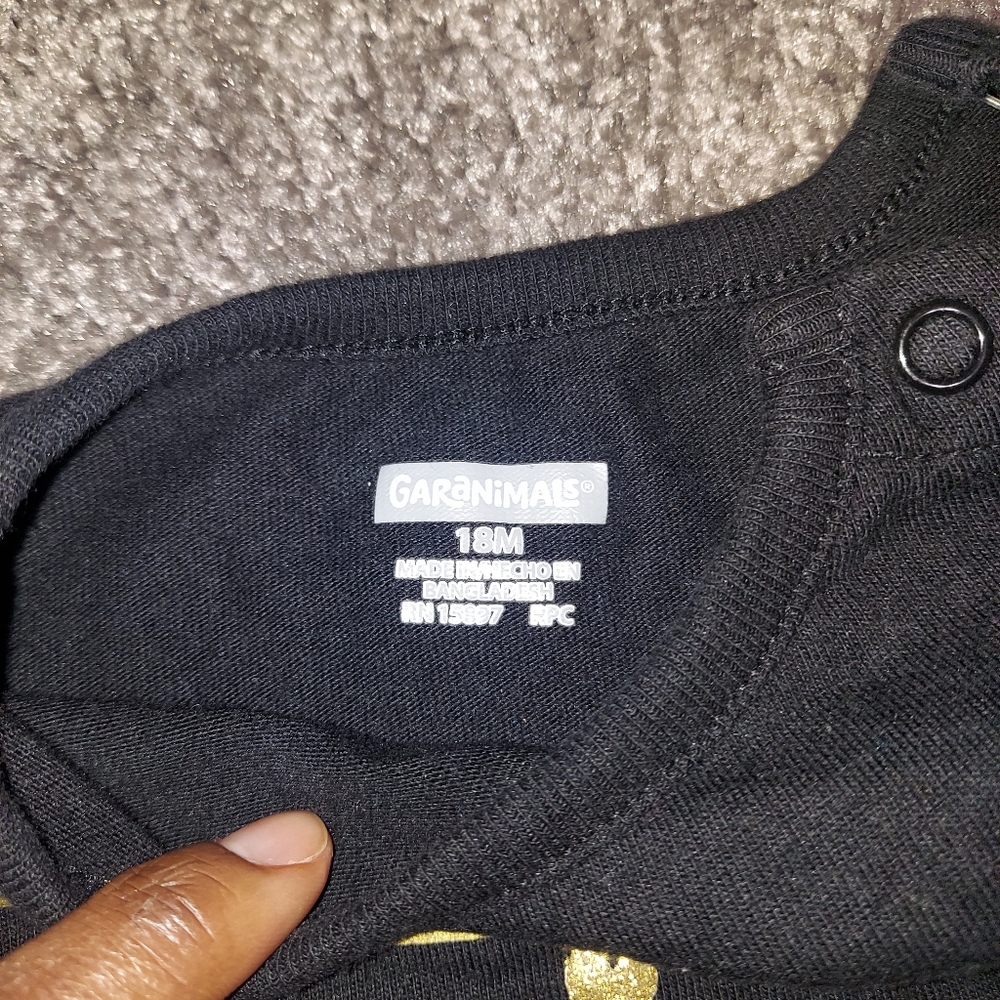 GARANiMALS®
18M
MADE IN/HECHO EN
BANGLADESH
RN 15897 RPC